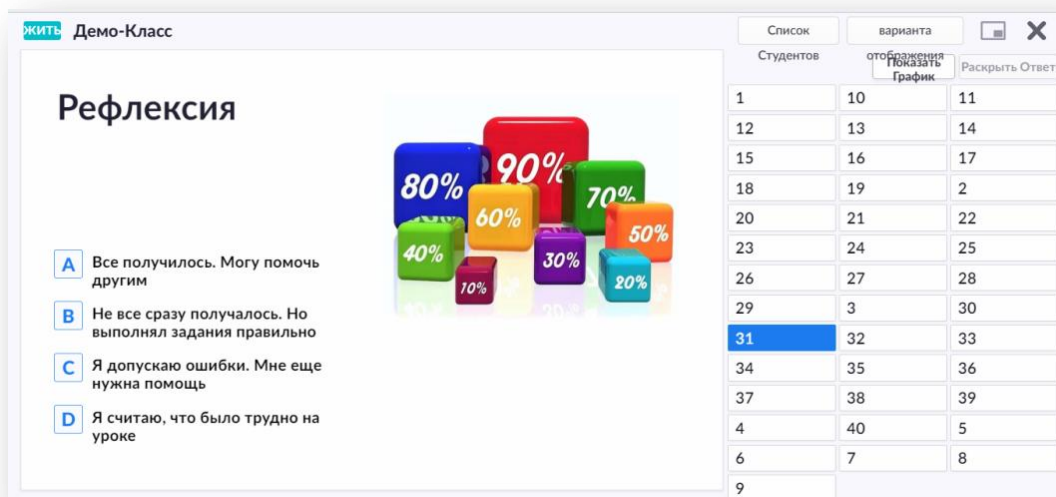 жить Демо-Класс
Список Студентов
варианта отображения
Показать График
Раскрыть Ответ
Рефлексия
80%
90%
70%
60%
50%
40%
30%
20%
10%
A Все получилось. Могу помочь
другим
B Не все сразу получалось. Но
выполнял задания правильно
C Я допускаю ошибки. Мне еще
нужна помощь
D Я считаю, что было трудно на
уроке
1 10 11
12 13 14
15 16 17
18 19 2
20 21 22
23 24 25
26 27 28
29 3 30
31 32 33
34 35 36
37 38 39
4 40 5
6 7 8
9